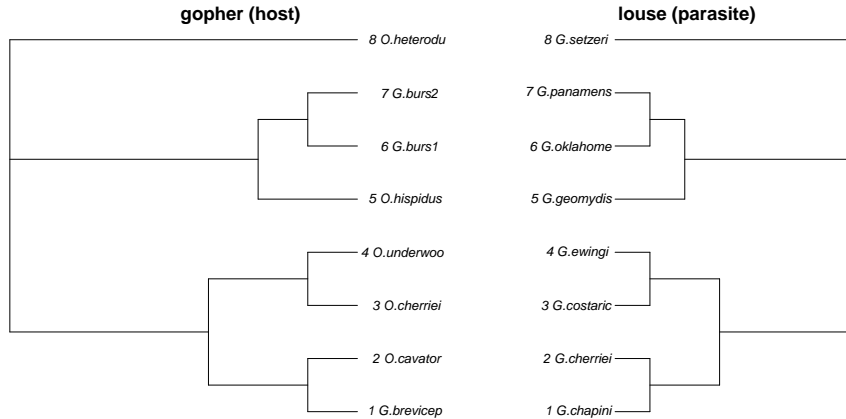 gopher (host)
louse (parasite)
8 O.heterodu
8 G.setzeri
7 G.burs2
7 G.panamens
6 G.burs1
6 G.oklahome
5 O.hispidus
5 G.geomydis
4 O.underwoo
4 G.ewingi
3 O.cherriei
3 G.costaric
2 O.cavator
2 G.cherriei
1 G.brevicep
1 G.chapini